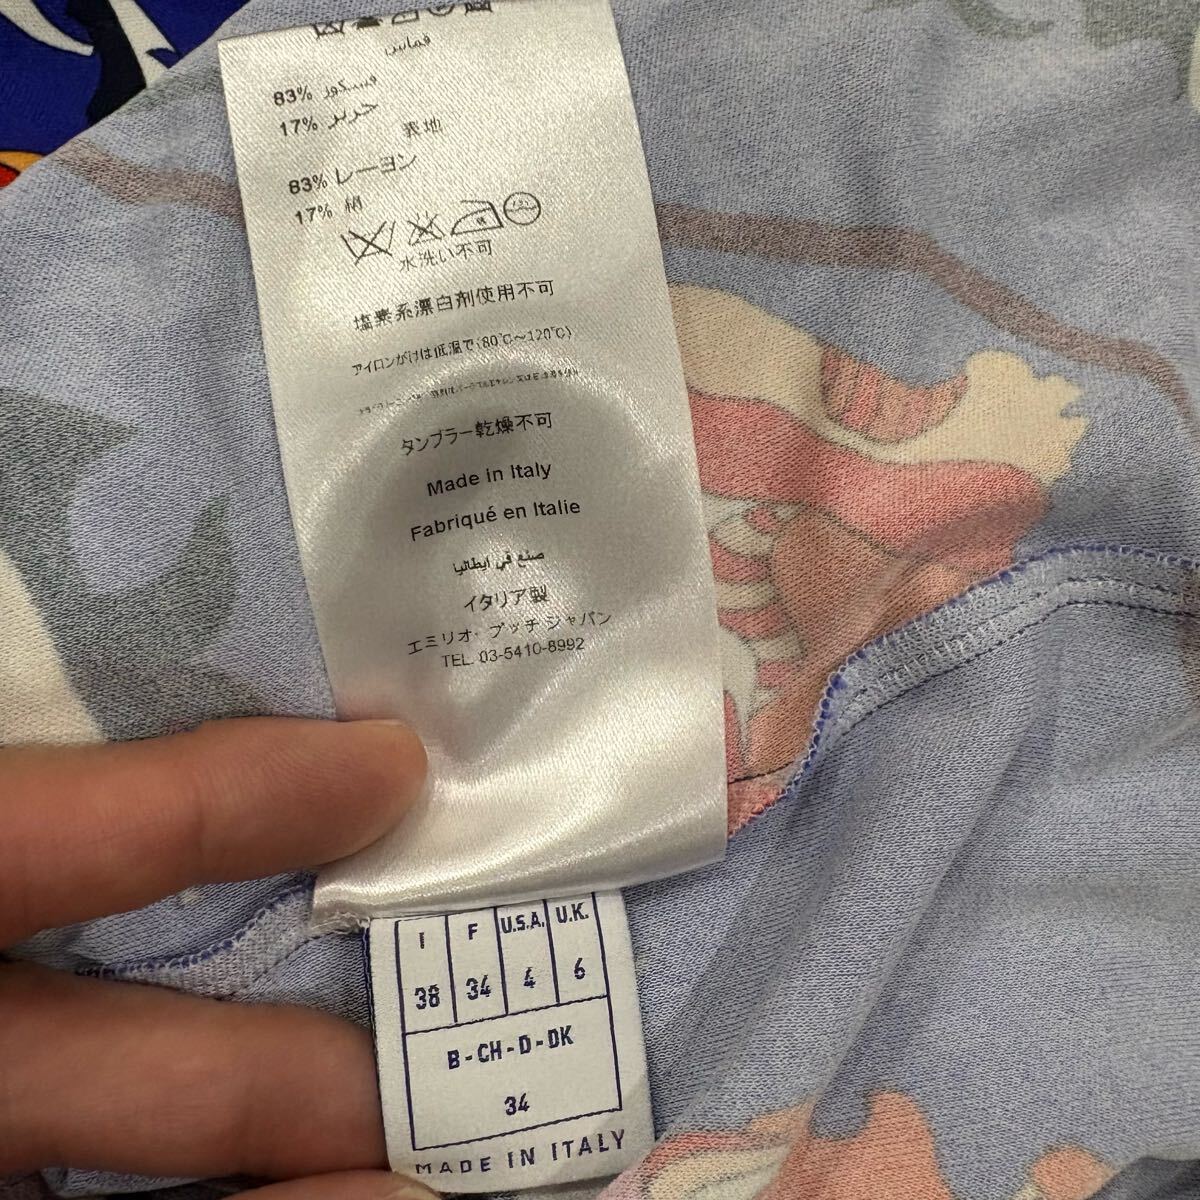 قماش
83% فسكوز
17% حرير
表地
83% レーヨン
17% 絹
水洗い不可
塩素系漂白剤使用不可
アイロンがけは低温で(80℃〜120℃)
タンブラー乾燥不可
Made in Italy
Fabriqué en Italie
صنع في ايطاليا
イタリア製
エミリオ・プッチ ジャパン
TEL. 03-5410-8992
I F U.S.A. U.K.
38 34 4 6
B - CH - D - DK
34
MADE IN ITALY